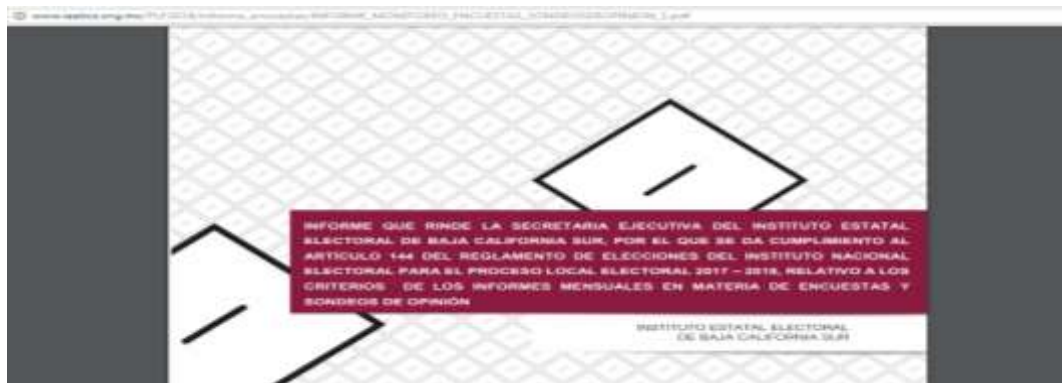 INFORME QUE RINDE LA SECRETARIA EJECUTIVA DEL INSTITUTO ESTATAL
ELECTORAL DE BAJA CALIFORNIA SUR, POR EL QUE SE DA CUMPLIMIENTO AL
ARTÍCULO 144 DEL REGLAMENTO DE ELECCIONES DEL INSTITUTO NACIONAL
ELECTORAL PARA EL PROCESO LOCAL ELECTORAL 2017 – 2018, RELATIVO A LOS
CRITERIOS DE LOS INFORMES MENSUALES EN MATERIA DE ENCUESTAS Y
SONDEOS DE OPINIÓN
INSTITUTO ESTATAL ELECTORAL
DE BAJA CALIFORNIA SUR